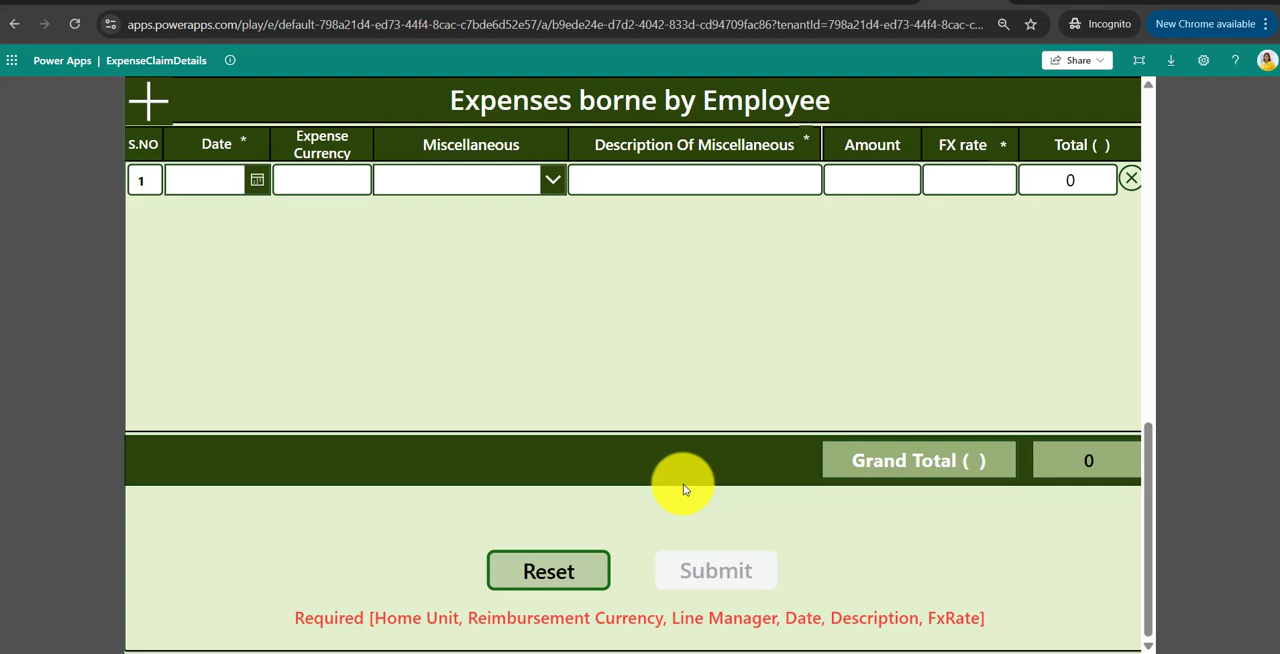 apps.powerapps.com/play/e/default-798a21d4-ed73-44f4-8cac-c7bde6d52e57/a/b9ede24e-d7d2-4042-833d-cd94709fac86?tenantId=798a21d4-ed73-44f4-8cac-c...
Incognito
New Chrome available
Power Apps | ExpenseClaimDetails
Share
?
Expenses borne by Employee
S.NO Date * Expense Currency Miscellaneous Description Of Miscellaneous * Amount FX rate * Total ( )
1 0
Grand Total ( ) 0
Reset Submit
Required [Home Unit, Reimbursement Currency, Line Manager, Date, Description, FxRate]